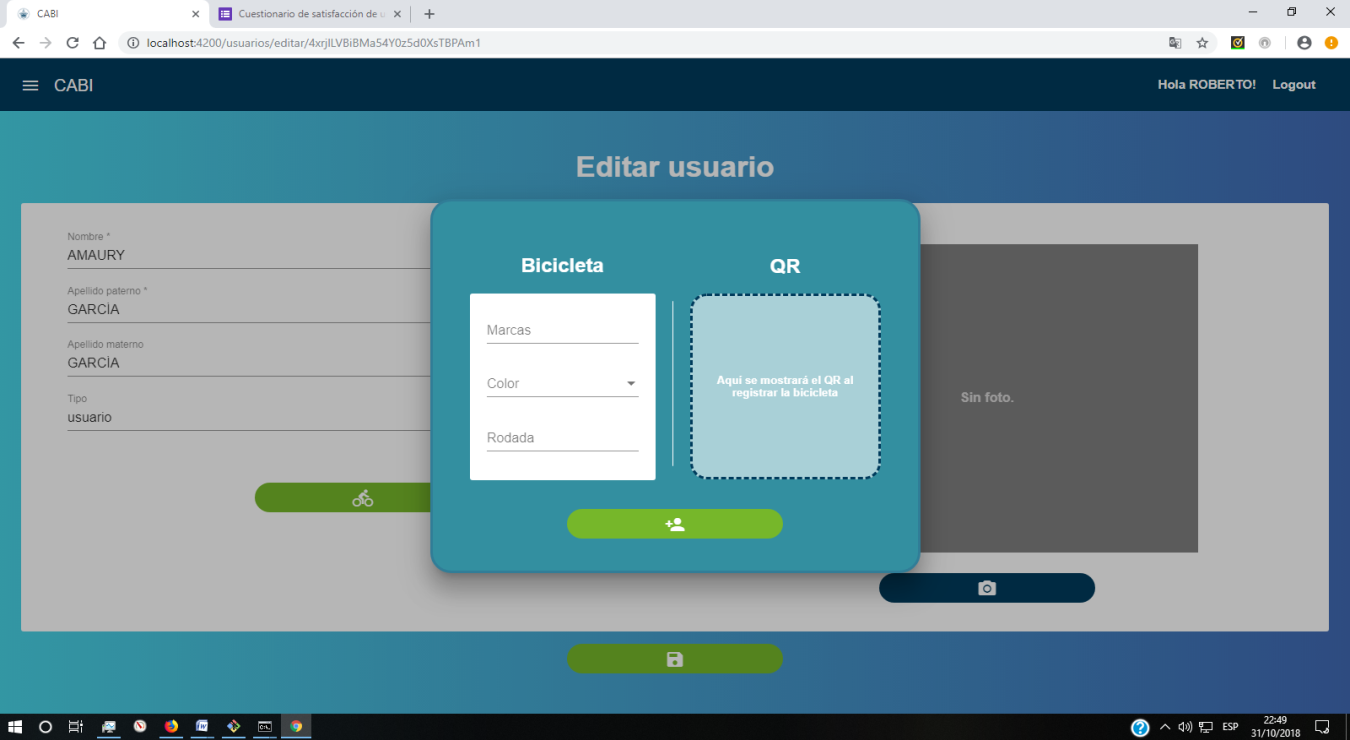 CABI
Cuestionario de satisfacción de u
localhost:4200/usuarios/editar/4xrjlLVBiBMa54Y0z5d0XsTBPAm1
CABI
Hola ROBERTO!
Logout
Editar usuario
Nombre *
AMAURY
Apellido paterno *
GARCÍA
Apellido materno
GARCÍA
Tipo
usuario
Bicicleta
Marcas
Color
Rodada
QR
Aqui se mostrará el QR al
registrar la bicicleta
Sin foto.
ESP
22:49
31/10/2018